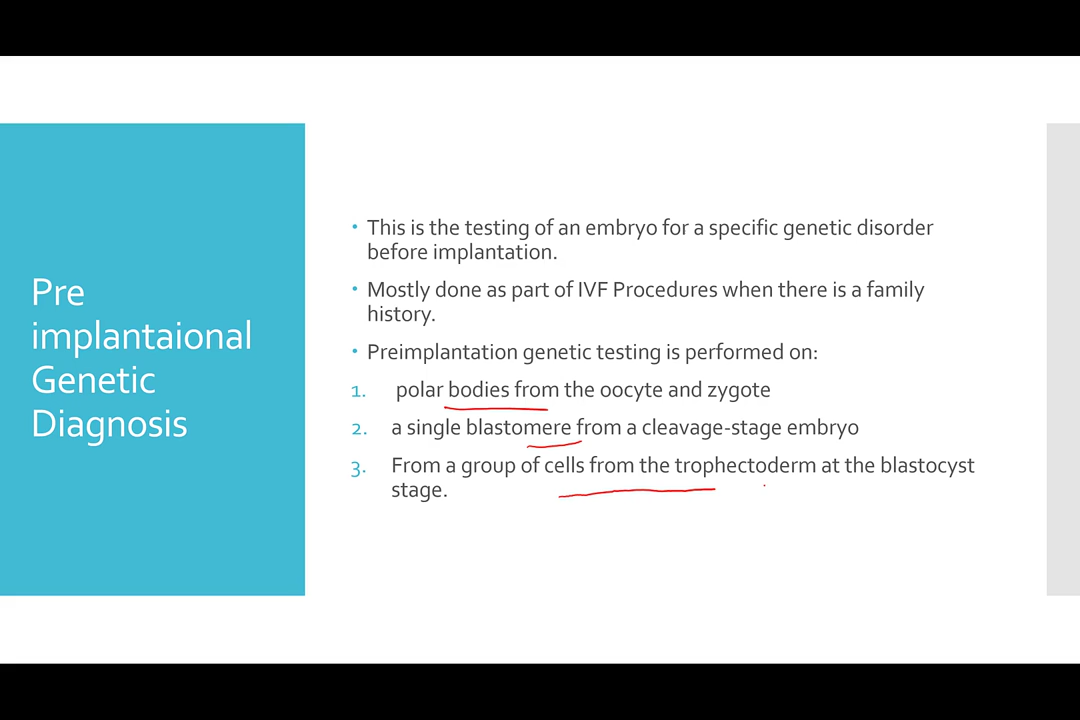 Pre
implantaional
Genetic
Diagnosis
• This is the testing of an embryo for a specific genetic disorder
before implantation.
• Mostly done as part of IVF Procedures when there is a family
history.
• Preimplantation genetic testing is performed on:
1. polar bodies from the oocyte and zygote
2. a single blastomere from a cleavage-stage embryo
3. From a group of cells from the trophectoderm at the blastocyst
stage.